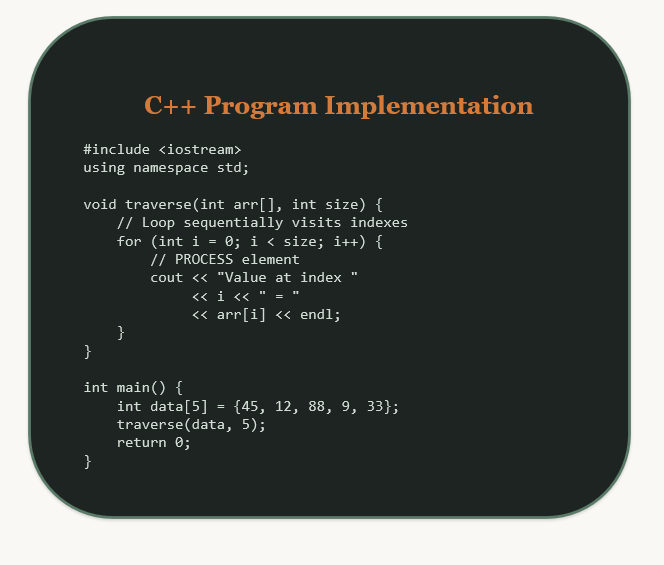 C++ Program Implementation
#include <iostream>
using namespace std;

void traverse(int arr[], int size) {
    // Loop sequentially visits indexes
    for (int i = 0; i < size; i++) {
        // PROCESS element
        cout << "Value at index "
             << i << " = "
             << arr[i] << endl;
    }
}

int main() {
    int data[5] = {45, 12, 88, 9, 33};
    traverse(data, 5);
    return 0;
}